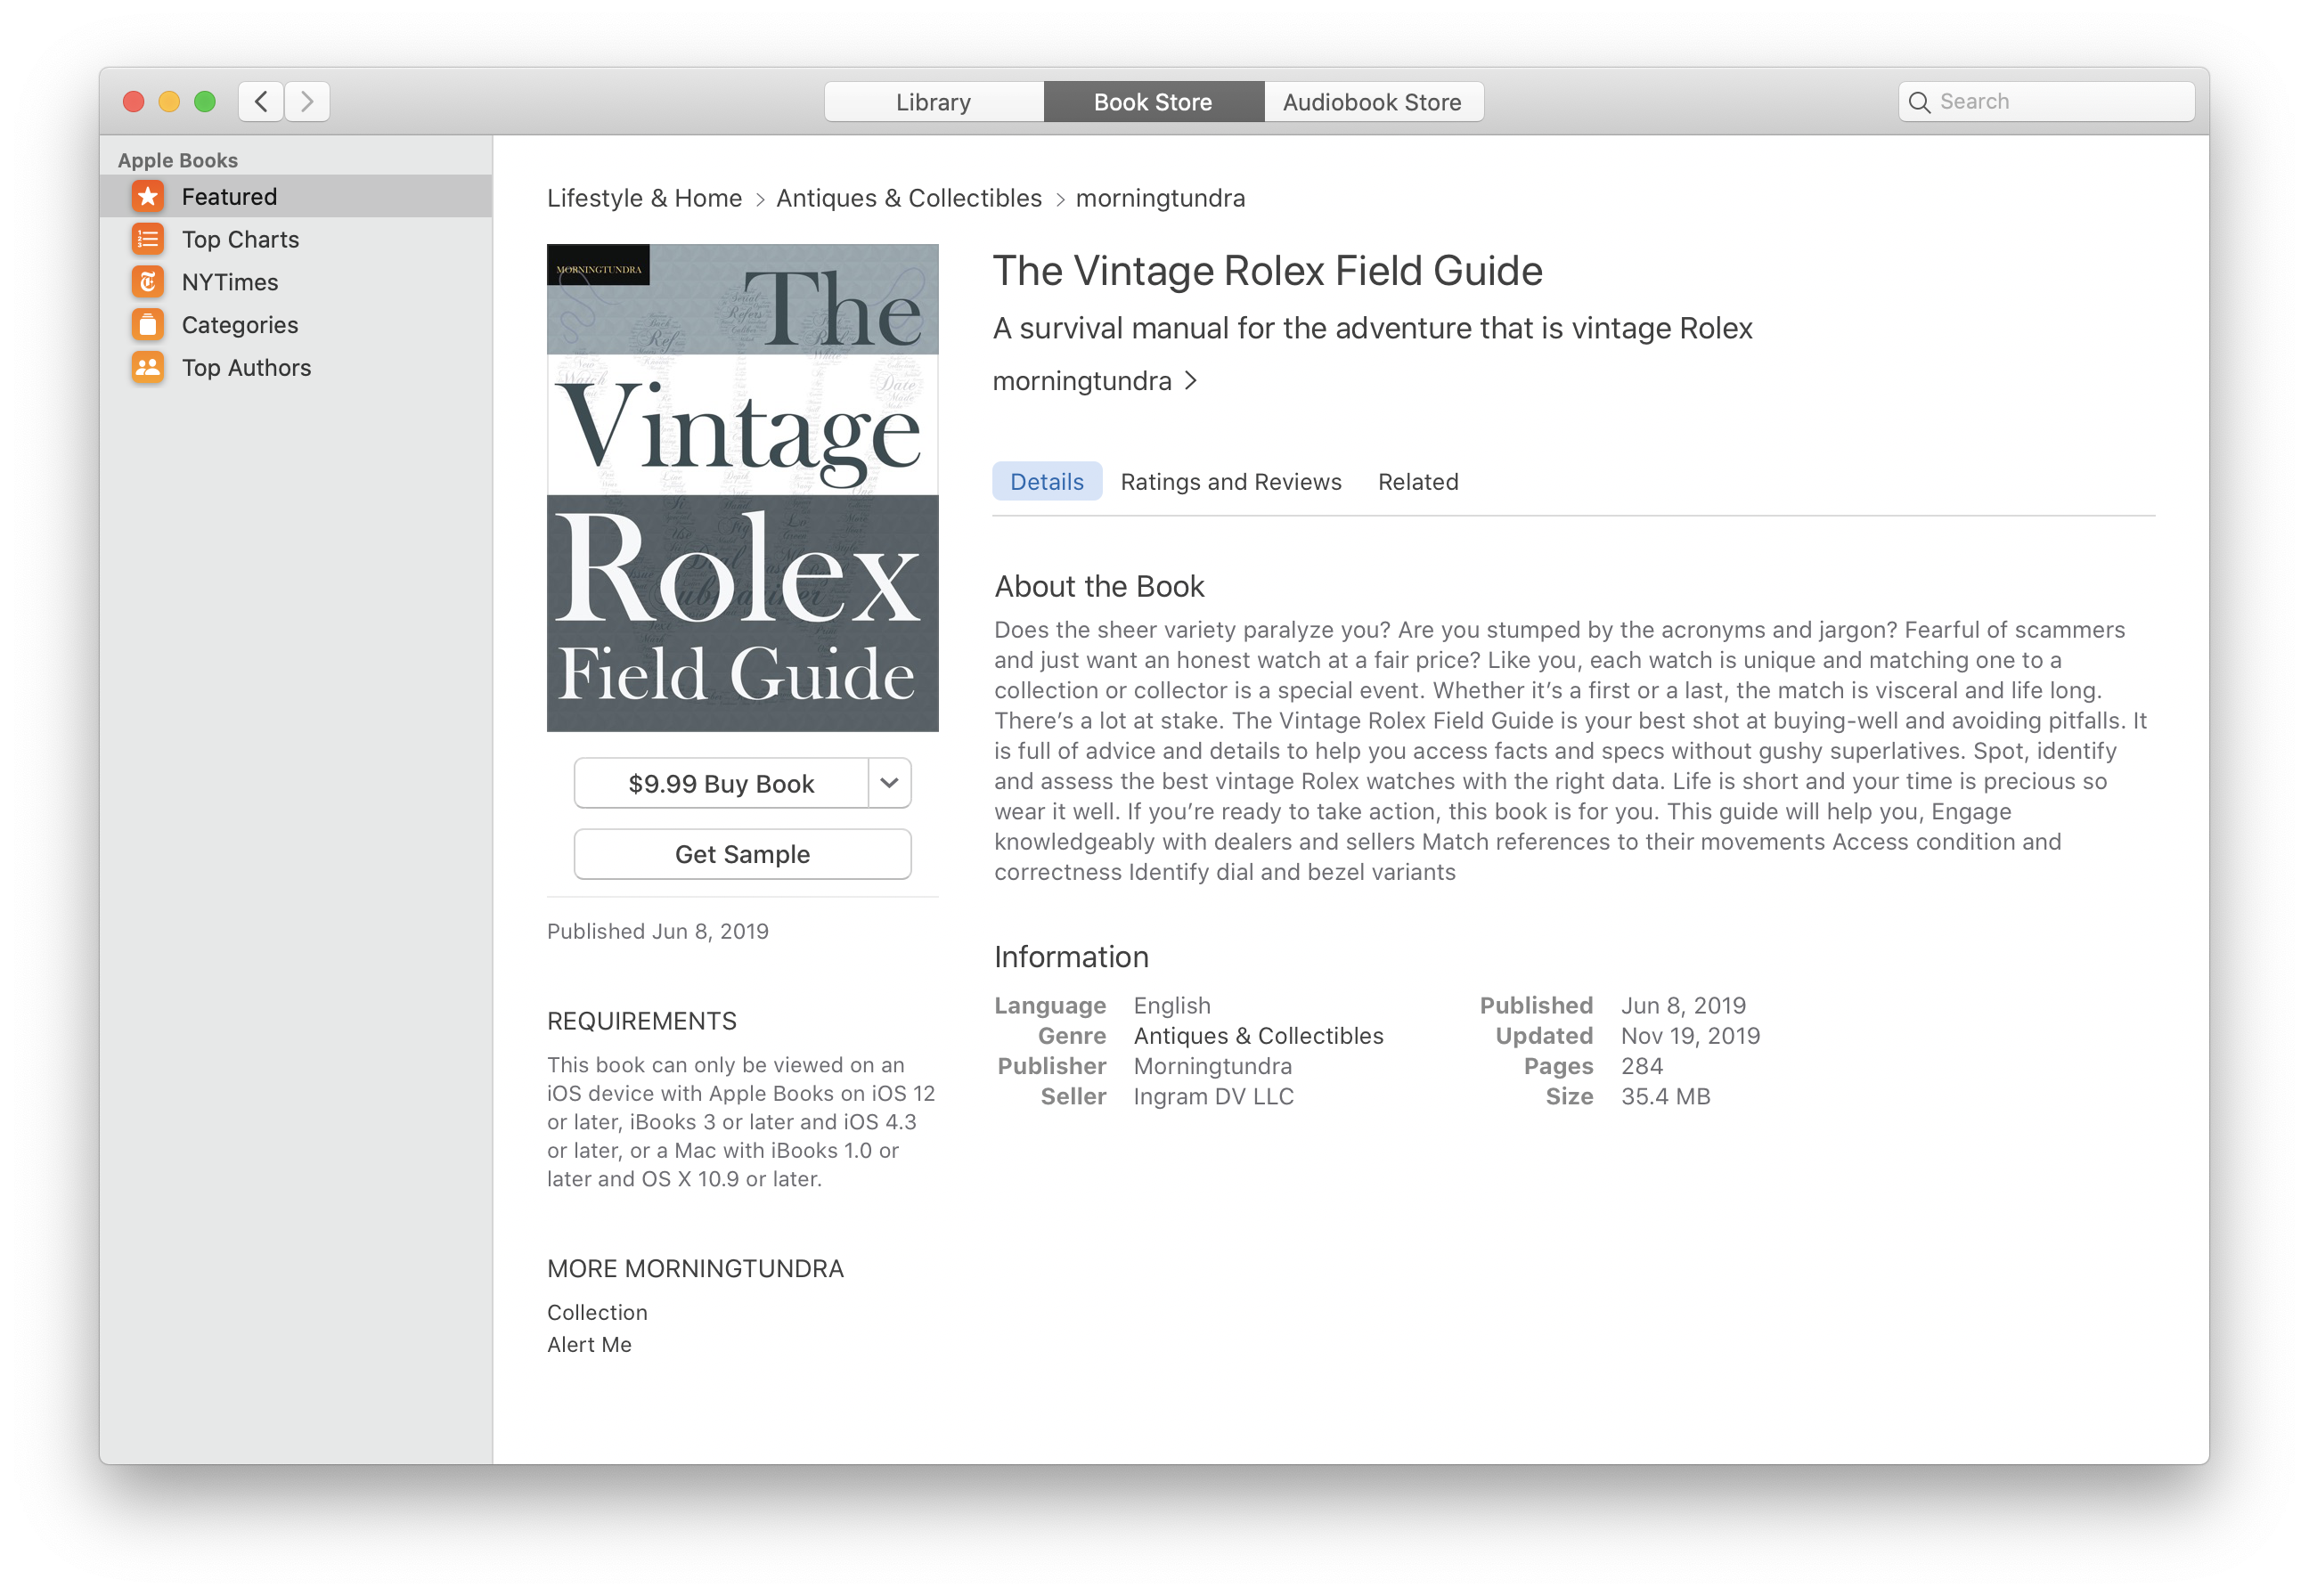 Library
Book Store
Audiobook Store
Search
Apple Books
Featured
Top Charts
NYTimes
Categories
Top Authors
Lifestyle & Home > Antiques & Collectibles > morningtundra
MORNINGTUNDRA
The
Vintage
Rolex
Field Guide
$9.99 Buy Book
Get Sample
Published Jun 8, 2019
REQUIREMENTS
This book can only be viewed on an
iOS device with Apple Books on iOS 12
or later, iBooks 3 or later and iOS 4.3
or later, or a Mac with iBooks 1.0 or
later and OS X 10.9 or later.
MORE MORNINGTUNDRA
Collection
Alert Me
The Vintage Rolex Field Guide
A survival manual for the adventure that is vintage Rolex
morningtundra >
Details
Ratings and Reviews
Related
About the Book
Does the sheer variety paralyze you? Are you stumped by the acronyms and jargon? Fearful of scammers
and just want an honest watch at a fair price? Like you, each watch is unique and matching one to a
collection or collector is a special event. Whether it’s a first or a last, the match is visceral and life long.
There’s a lot at stake. The Vintage Rolex Field Guide is your best shot at buying-well and avoiding pitfalls. It
is full of advice and details to help you access facts and specs without gushy superlatives. Spot, identify
and assess the best vintage Rolex watches with the right data. Life is short and your time is precious so
wear it well. If you’re ready to take action, this book is for you. This guide will help you, Engage
knowledgeably with dealers and sellers Match references to their movements Access condition and
correctness Identify dial and bezel variants
Information
Language English
Genre Antiques & Collectibles
Publisher Morningtundra
Seller Ingram DV LLC
Published Jun 8, 2019
Updated Nov 19, 2019
Pages 284
Size 35.4 MB